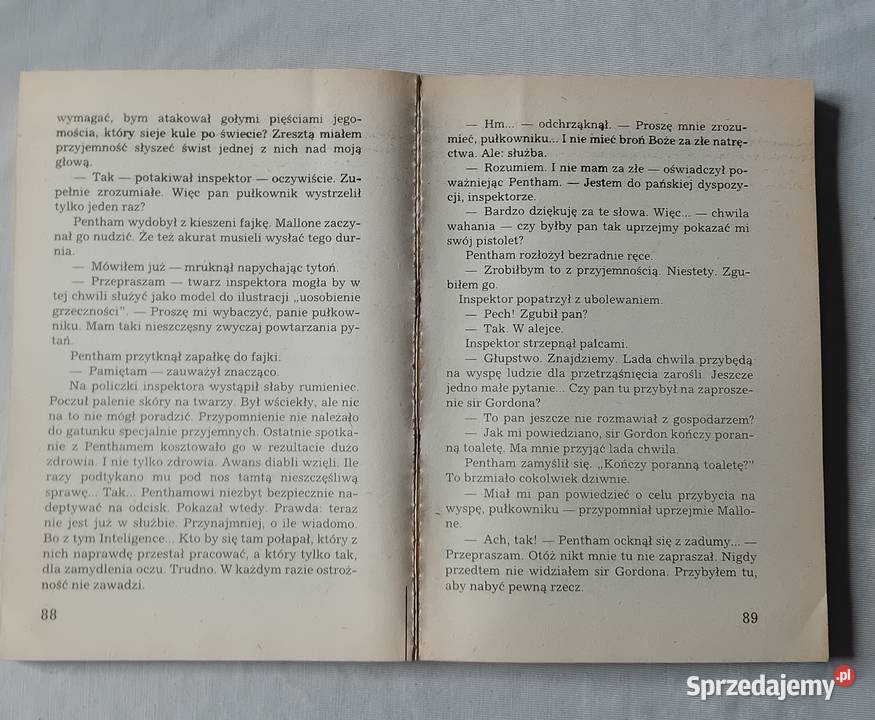 wymagać, bym atakował gołymi pięściami jego-
mościa, który sieje kule po świecie? Zresztą miałem
przyjemność słyszeć świst jednej z nich nad moją
głową.
— Tak — potakiwał inspektor — oczywiście. Zu-
pełnie zrozumiałe. Więc pan pułkownik wystrzelił
tylko jeden raz?
Pentham wydobył z kieszeni fajkę. Mallone zaczy-
nał go nudzić. Że też akurat musieli wysłać tego dur-
nia.
— Mówiłem już — mruknął napychając tytoń.
— Przepraszam — twarz inspektora mogła by w
tej chwili służyć jako model do ilustracji „uosobienie
grzeczności". — Proszę mi wybaczyć, panie pułkow-
niku. Mam taki nieszczęsny zwyczaj powtarzania py-
tań.
Pentham przytknął zapałkę do fajki.
— Pamiętam — zauważył znacząco.
Na policzki inspektora wystąpił słaby rumieniec.
Poczuł palenie skóry na twarzy. Był wściekły, ale nic
na to nie mógł poradzić. Przypomnienie nie należało
do gatunku specjalnie przyjemnych. Ostatnie spotka-
nie z Penthamem kosztowało go w rezultacie dużo
zdrowia. I nie tylko zdrowia. Awans diabli wzięli. Ile
razy podtykano mu pod nos tamtą nieszczęśliwą
sprawę... Tak... Penthamowi niezbyt bezpiecznie na-
deptywać na odcisk. Pokazał wtedy. Prawda: teraz
nie jest już w służbie. Przynajmniej, o ile wiadomo.
Bo z tym Inteligence... Kto by się tam połapał, który z
nich naprawdę przestał pracować, a który tylko tak,
dla zamydlenia oczu. Trudno. W każdym razie ostroż-
ność nie zawadzi.
88
— Hm... — odchrząknął. — Proszę mnie zrozu-
mieć, pułkowniku... I nie mieć broń Boże za złe natrę-
ctwa. Ale: służba.
— Rozumiem. I nie mam za złe — oświadczył po-
ważniejąc Pentham. — Jestem do pańskiej dyspozy-
cji, inspektorze.
— Bardzo dziękuję za te słowa. Więc... — chwila
wahania — czy byłby pan tak uprzejmy pokazać mi
swój pistolet?
Pentham rozłożył bezradnie ręce.
— Zrobiłbym to z przyjemnością. Niestety. Zgu-
biłem go.
Inspektor popatrzył z ubolewaniem.
— Pech! Zgubił pan?
— Tak. W alejce.
Inspektor strzepnął palcami.
— Głupstwo. Znajdziemy. Lada chwila przybędą
na wyspę ludzie dla przetrząśnięcia zarośli. Jeszcze
jedno małe pytanie... Czy pan tu przybył na zaprosze-
nie sir Gordona?
— To pan jeszcze nie rozmawiał z gospodarzem?
— Jak mi powiedziano, sir Gordon kończy poran-
ną toaletę. Ma mnie przyjąć lada chwila.
Pentham zamyślił się. „Kończy poranną toaletę?"
To brzmiało cokolwiek dziwnie.
— Miał mi pan powiedzieć o celu przybycia na
wyspę, pułkowniku — przypomniał uprzejmie Mallo-
ne.
— Ach, tak! — Pentham ocknął się z zadumy... —
Przepraszam. Otóż nikt mnie tu nie zapraszał. Nigdy
przedtem nie widziałem sir Gordona. Przybyłem tu,
aby nabyć pewną rzecz.
89
Sprzedajemy.pl